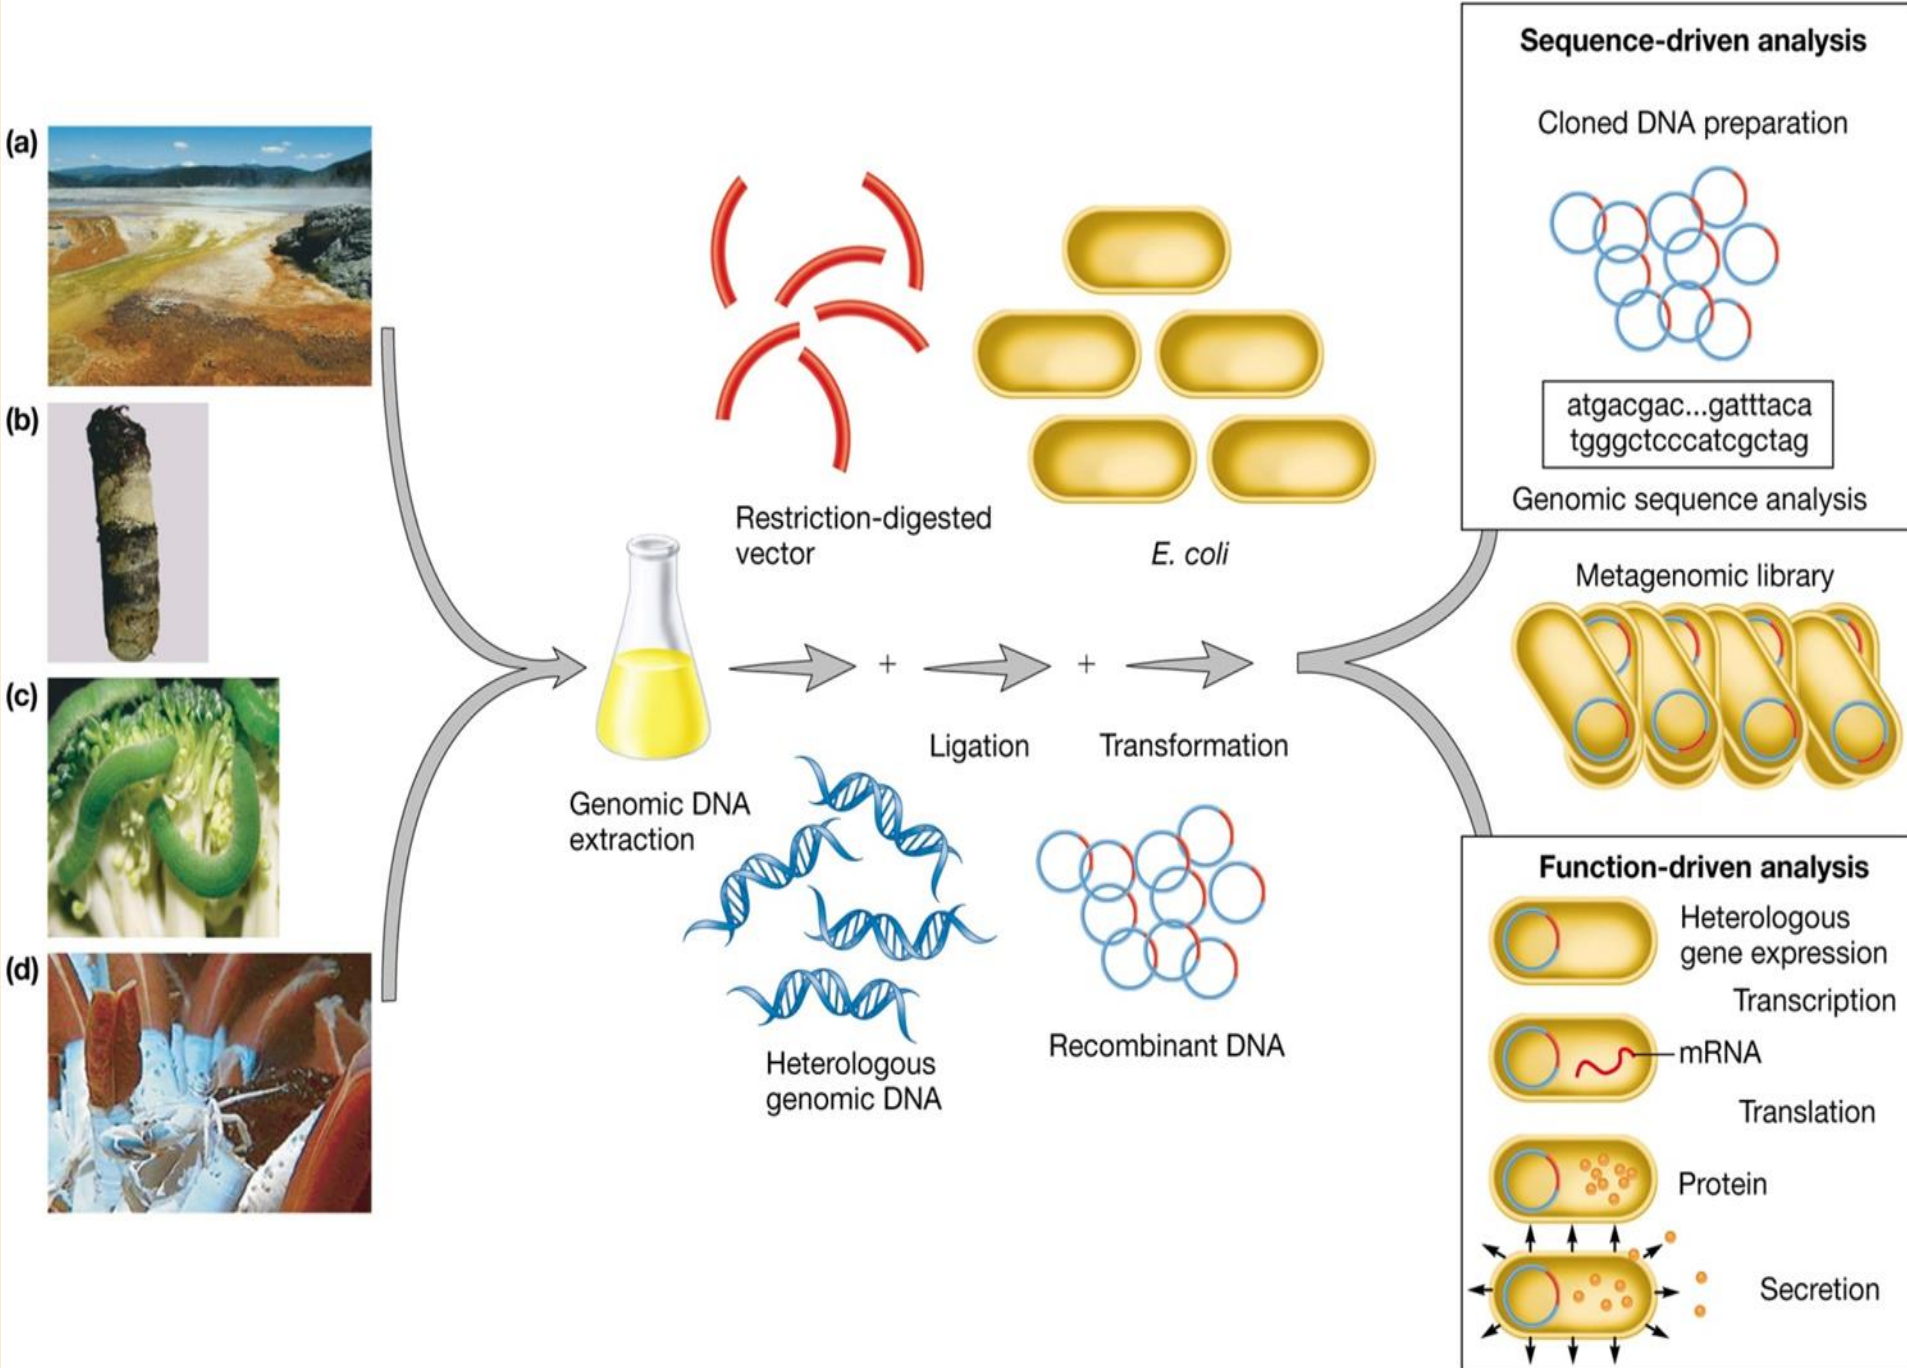 (a)
(b)
(c)
(d)
Restriction-digested
vector
E. coli
Genomic DNA
extraction
Ligation
Transformation
Heterologous
genomic DNA
Recombinant DNA
Sequence-driven analysis
Cloned DNA preparation
atgacgac...gatttaca
tgggctcccatcgctag
Genomic sequence analysis
Metagenomic library
Function-driven analysis
Heterologous
gene expression
Transcription
mRNA
Translation
Protein
Secretion
+
+